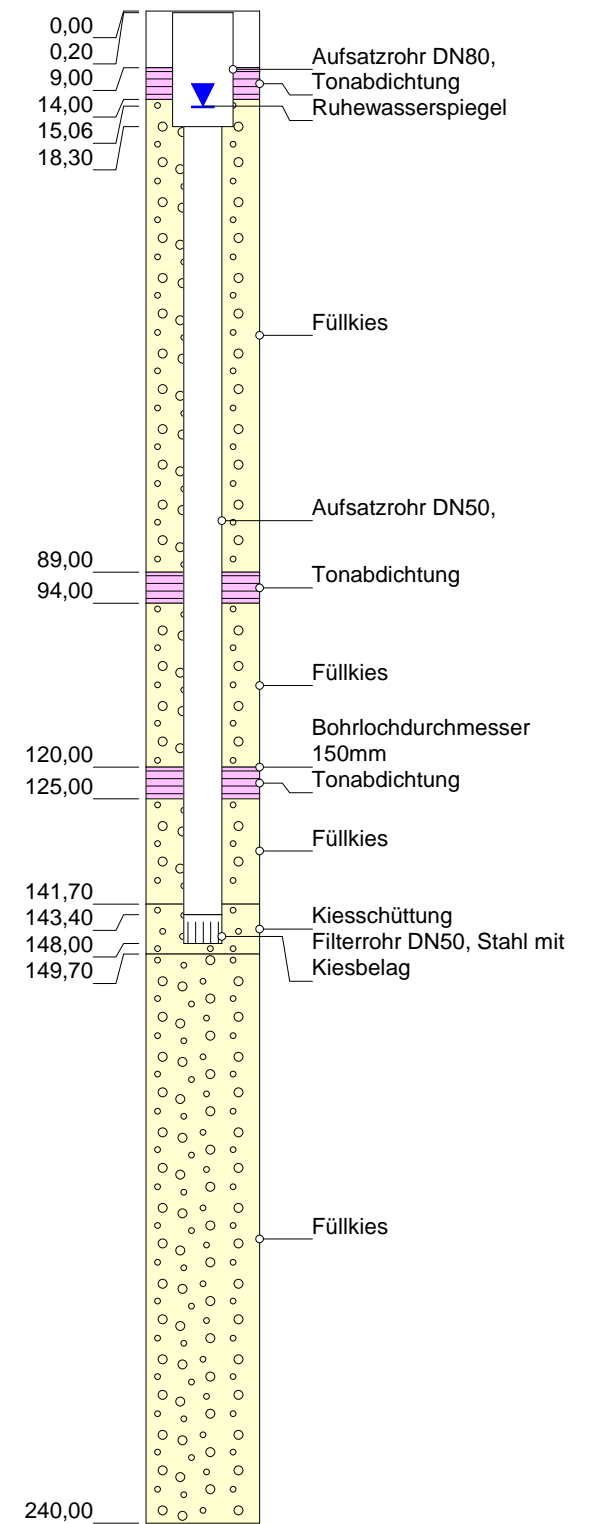 0,00
0,20
9,00
14,00
15,06
18,30
Aufsatzrohr DN80,
Tonabdichtung
Ruhewasserspiegel
Füllkies
Aufsatzrohr DN50,
89,00
94,00
Tonabdichtung
Füllkies
120,00
125,00
Bohrlochdurchmesser
150mm
Tonabdichtung
Füllkies
141,70
143,40
148,00
149,70
Kiesschüttung
Filterrohr DN50, Stahl mit
Kiesbelag
Füllkies
240,00